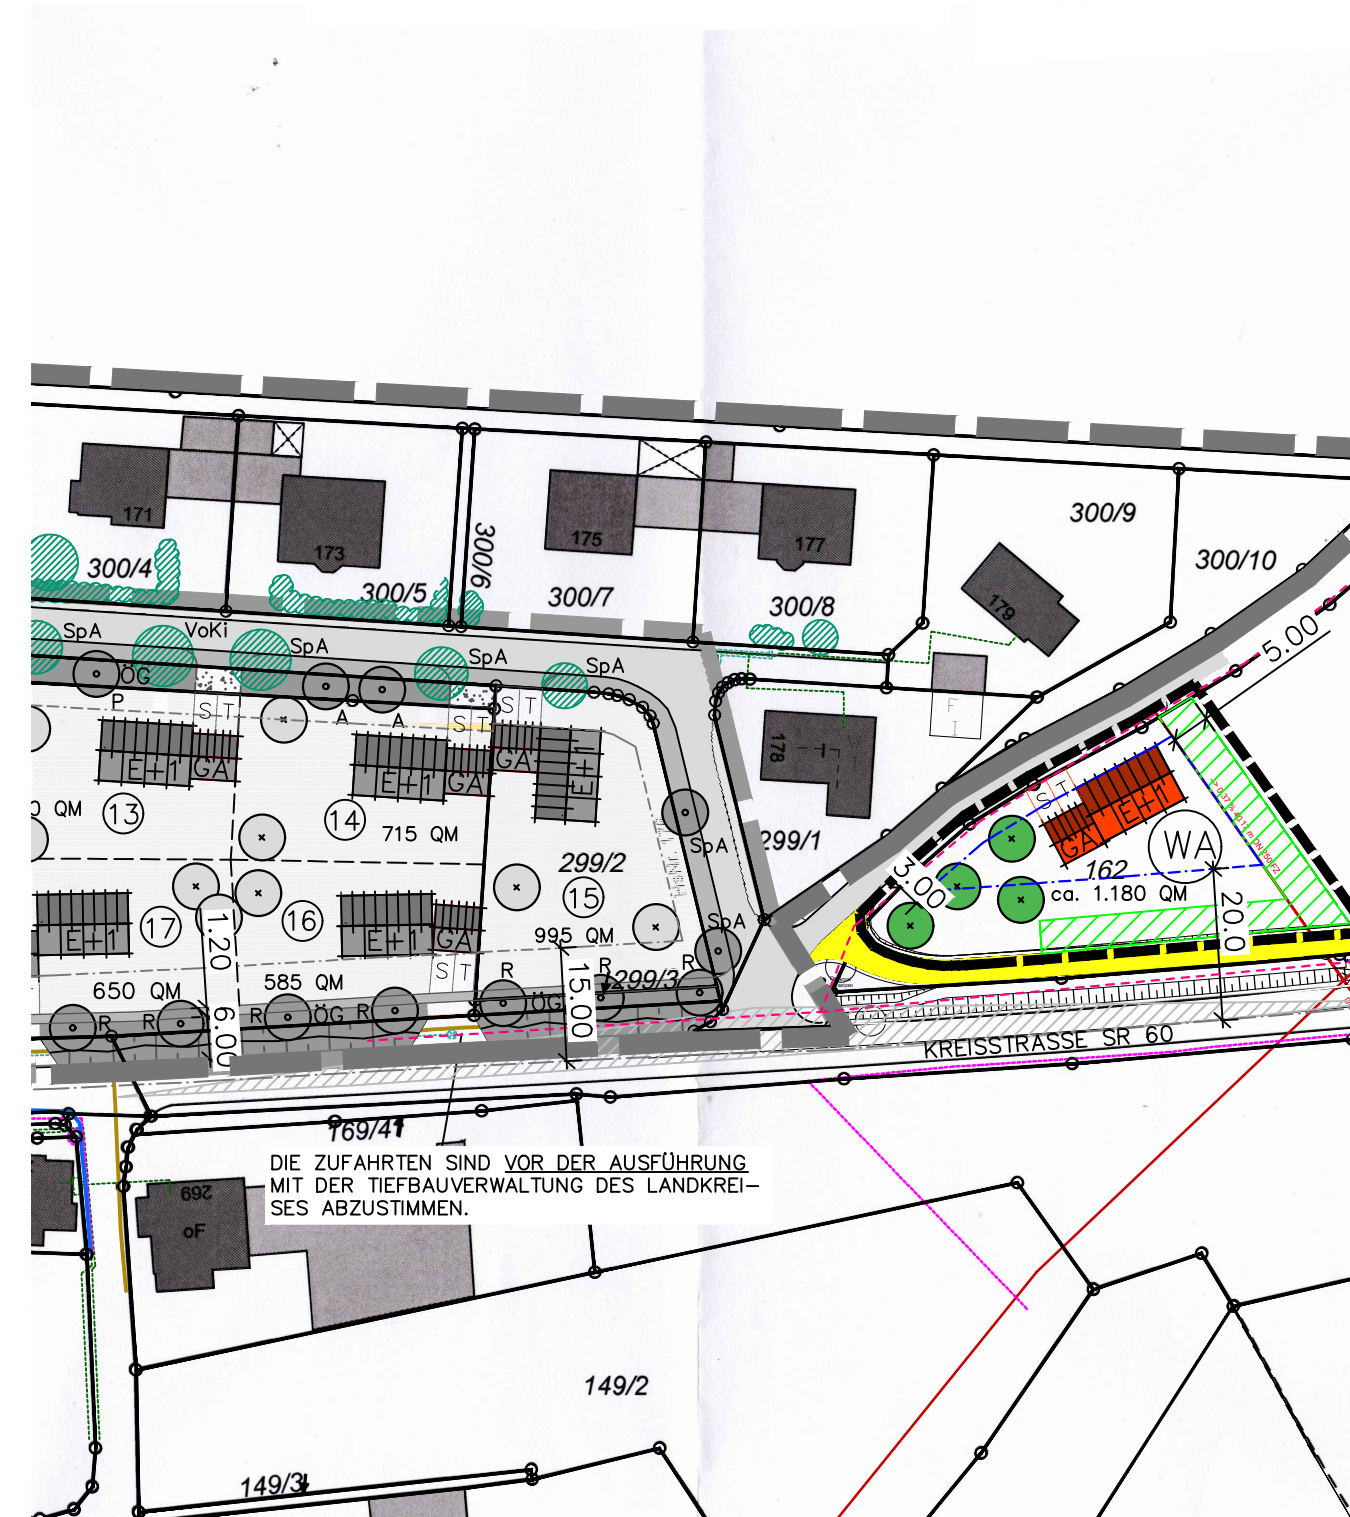 300/9
300/10
171
173
175
177
179
300/4
300/5
300/6
300/7
300/8
SpA
VoKi
SpA
SpA
SpA
5.00
ÖG
P
A
A
S T
S T
S T
F
I
178
E+1
GA
E+1
GA
GA
E+1
S T
GA
E+1
13
14
715 QM
QM
SpA
299/1
299/2
WA
162
ca. 1.180 QM
3.00
20.0
15
17
16
1.20
E+1
E+1
GA
SpA
995 QM
S T
R
R
R
299/3
650 QM
585 QM
ÖG
15.00
R
R
ÖG
R
6.00
KREISSTRASSE SR 60
169/4
DIE ZUFAHRTEN SIND VOR DER AUSFÜHRUNG
MIT DER TIEFBAUVERWALTUNG DES LANDKREI-
SES ABZUSTIMMEN.
269
oF
149/2
149/3